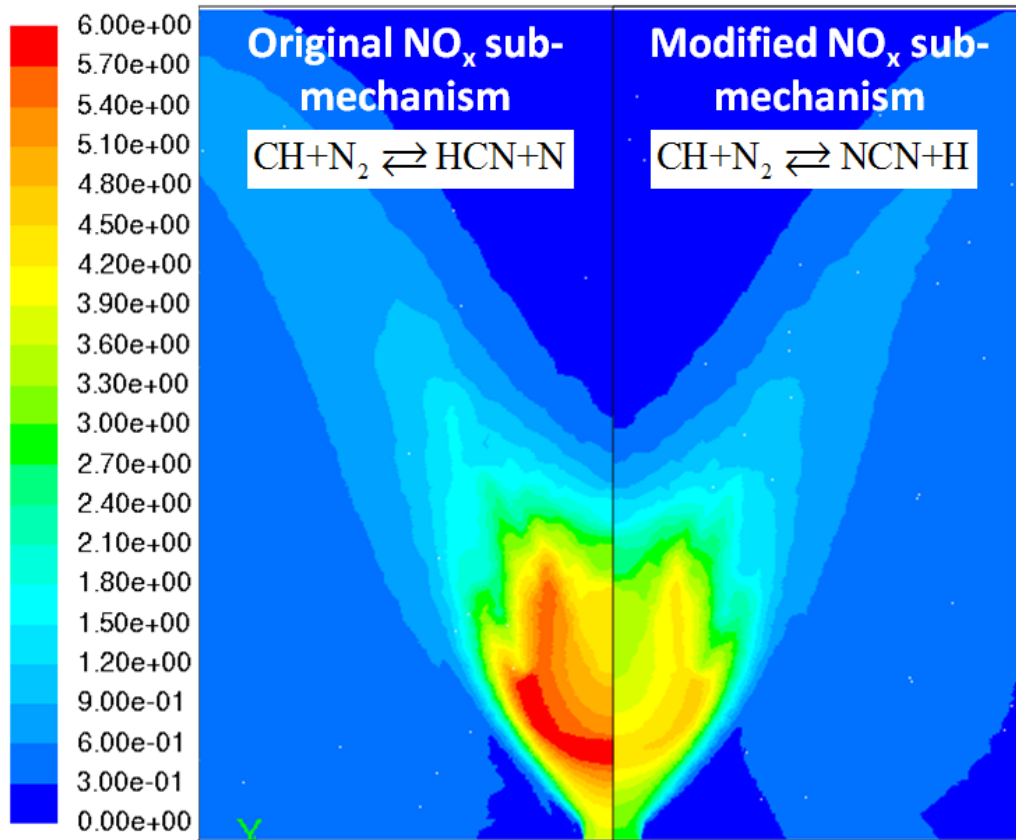 6.00e+00
5.70e+00
5.40e+00
5.10e+00
4.80e+00
4.50e+00
4.20e+00
3.90e+00
3.60e+00
3.30e+00
3.00e+00
2.70e+00
2.40e+00
2.10e+00
1.80e+00
1.50e+00
1.20e+00
9.00e-01
6.00e-01
3.00e-01
0.00e+00
Original NOₓ sub-
mechanism
CH+N₂ ⇄ HCN+N
Modified NOₓ sub-
mechanism
CH+N₂ ⇄ NCN+H
Y